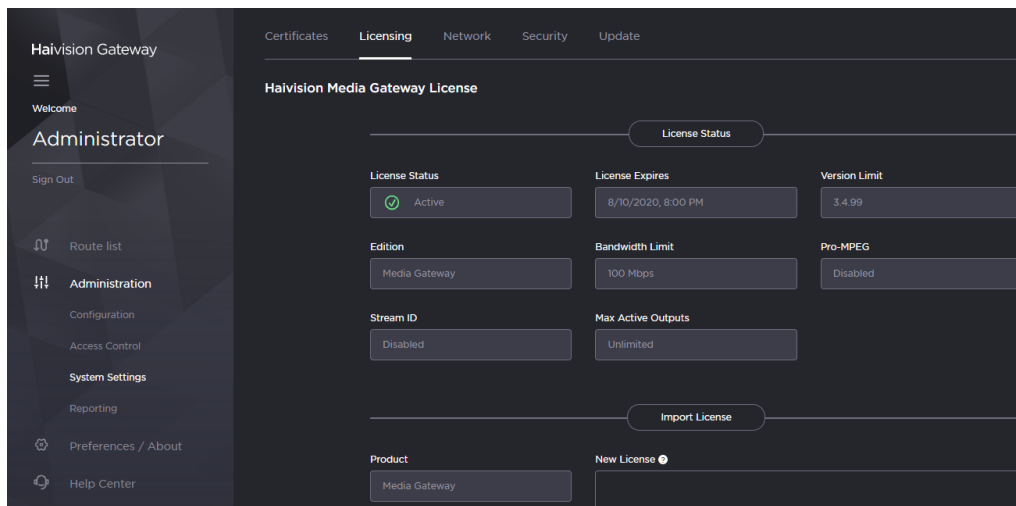 Haivision Gateway
Welcome
Administrator
Sign Out
Route list
Administration
Configuration
Access Control
System Settings
Reporting
Preferences / About
Help Center
Certificates Licensing Network Security Update
Haivision Media Gateway License
License Status
License Status License Expires Version Limit
Active 8/10/2020, 8:00 PM 3.4.99
Edition Bandwidth Limit Pro-MPEG
Media Gateway 100 Mbps Disabled
Stream ID Max Active Outputs
Disabled Unlimited
Import License
Product New License ?
Media Gateway